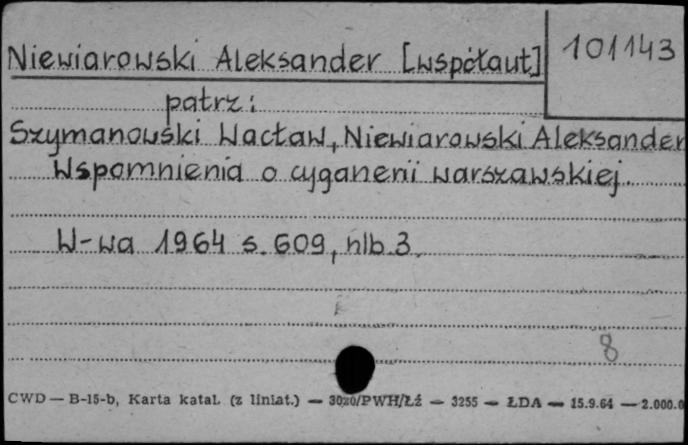 Niewiarowski Aleksander [współaut] 101143
patrz:
Szymanowski Wacław, Niewiarowski Aleksander
Wspomnienia o cyganerii warszawskiej.
W-wa 1964 s. 609, nlb. 3.
8
CWD — B-15-b, Karta katal. (z liniat.) — 3020/PWH/Łź — 3255 — ŁDA — 15.9.64 — 2.000.0